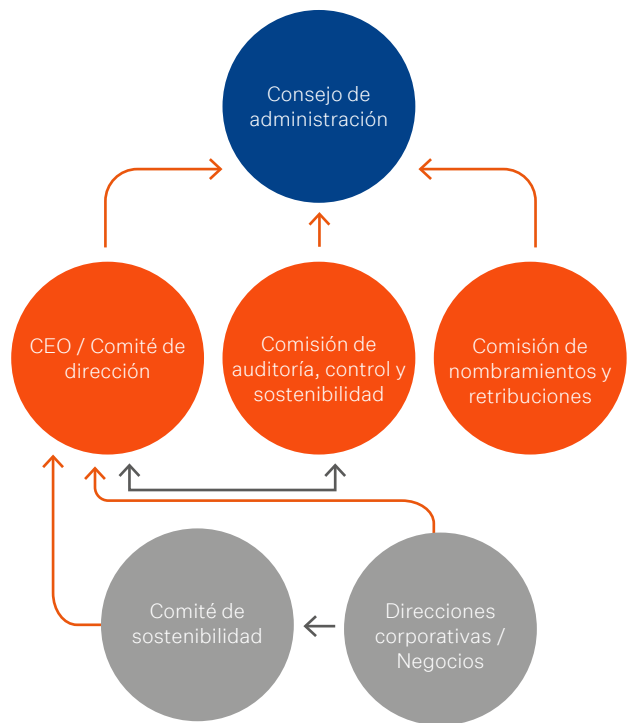 Consejo de
administración
CEO / Comité de
dirección
Comisión de
auditoría, control y
sostenibilidad
Comisión de
nombramientos y
retribuciones
Comité de
sostenibilidad
Direcciones
corporativas /
Negocios